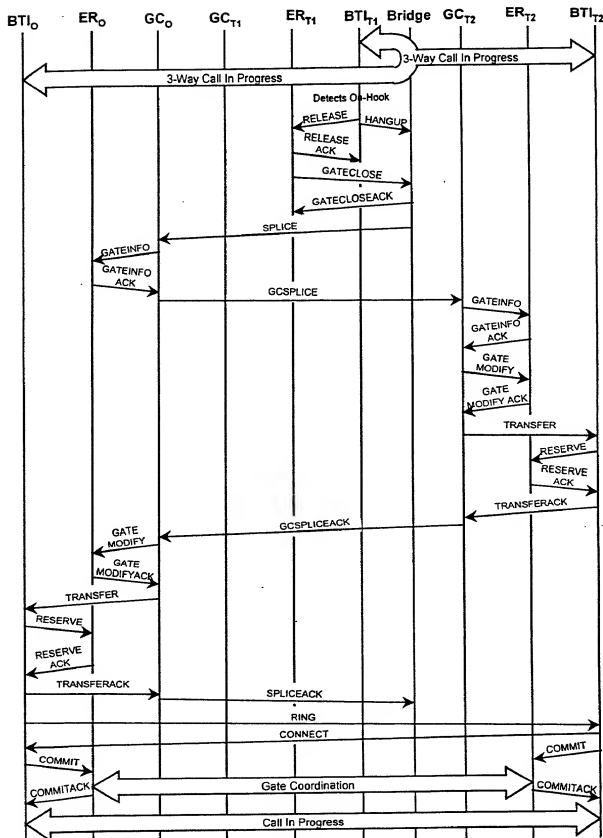 BTIO ERO GCO GCT1 ERT1 BTIT1 Bridge GCT2 ERT2 BTIT2
3-Way Call In Progress
3-Way Call In Progress
Detects On-Hook
RELEASE
HANGUP
RELEASE
ACK
GATECLOSE
GATECLOSEACK
SPLICE
GATEINFO
GATEINFO
ACK
GCSPLICE
GATEINFO
GATEINFO
ACK
GATE
MODIFY
GATE
MODIFY ACK
TRANSFER
RESERVE
RESERVE
ACK
TRANSFERACK
GCSPLICEACK
GATE
MODIFY
GATE
MODIFYACK
TRANSFER
RESERVE
RESERVE
ACK
TRANSFERACK
SPLICEACK
RING
CONNECT
COMMIT
COMMIT
Gate Coordination
COMMITACK
COMMITACK
Call In Progress